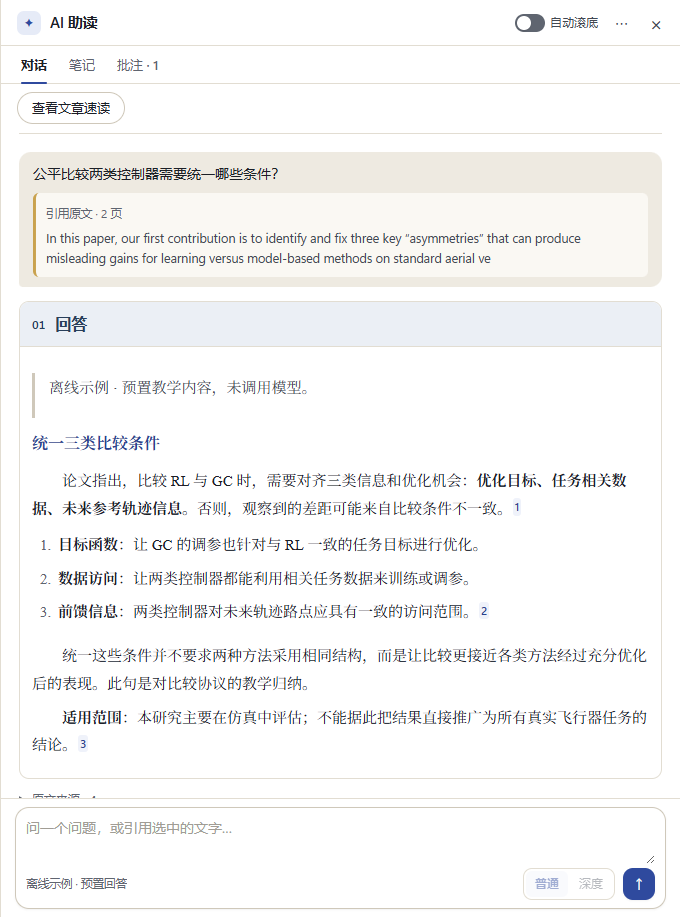 AI 助读
自动滚底
对话 笔记 批注 · 1
查看文章速读
公平比较两类控制器需要统一哪些条件？
引用原文 · 2 页
In this paper, our first contribution is to identify and fix three key “asymmetries” that can produce
misleading gains for learning versus model-based methods on standard aerial ve
01 回答
离线示例 · 预置教学内容，未调用模型。
统一三类比较条件
论文指出，比较 RL 与 GC 时，需要对齐三类信息和优化机会：优化目标、任务相关数
据、未来参考轨迹信息。否则，观察到的差距可能来自比较条件不一致。1
1. 目标函数：让 GC 的调参也针对与 RL 一致的任务目标进行优化。
2. 数据访问：让两类控制器都能利用相关任务数据来训练或调参。
3. 前馈信息：两类控制器对未来轨迹路点应具有一致的访问范围。2
统一这些条件并不要求两种方法采用相同结构，而是让比较更接近各类方法经过充分优化
后的表现。此句是对比较协议的教学归纳。
适用范围：本研究主要在仿真中评估；不能据此把结果直接推广为所有真实飞行器任务的
结论。3
问一个问题，或引用选中的文字...
离线示例 · 预置回答
普通 深度